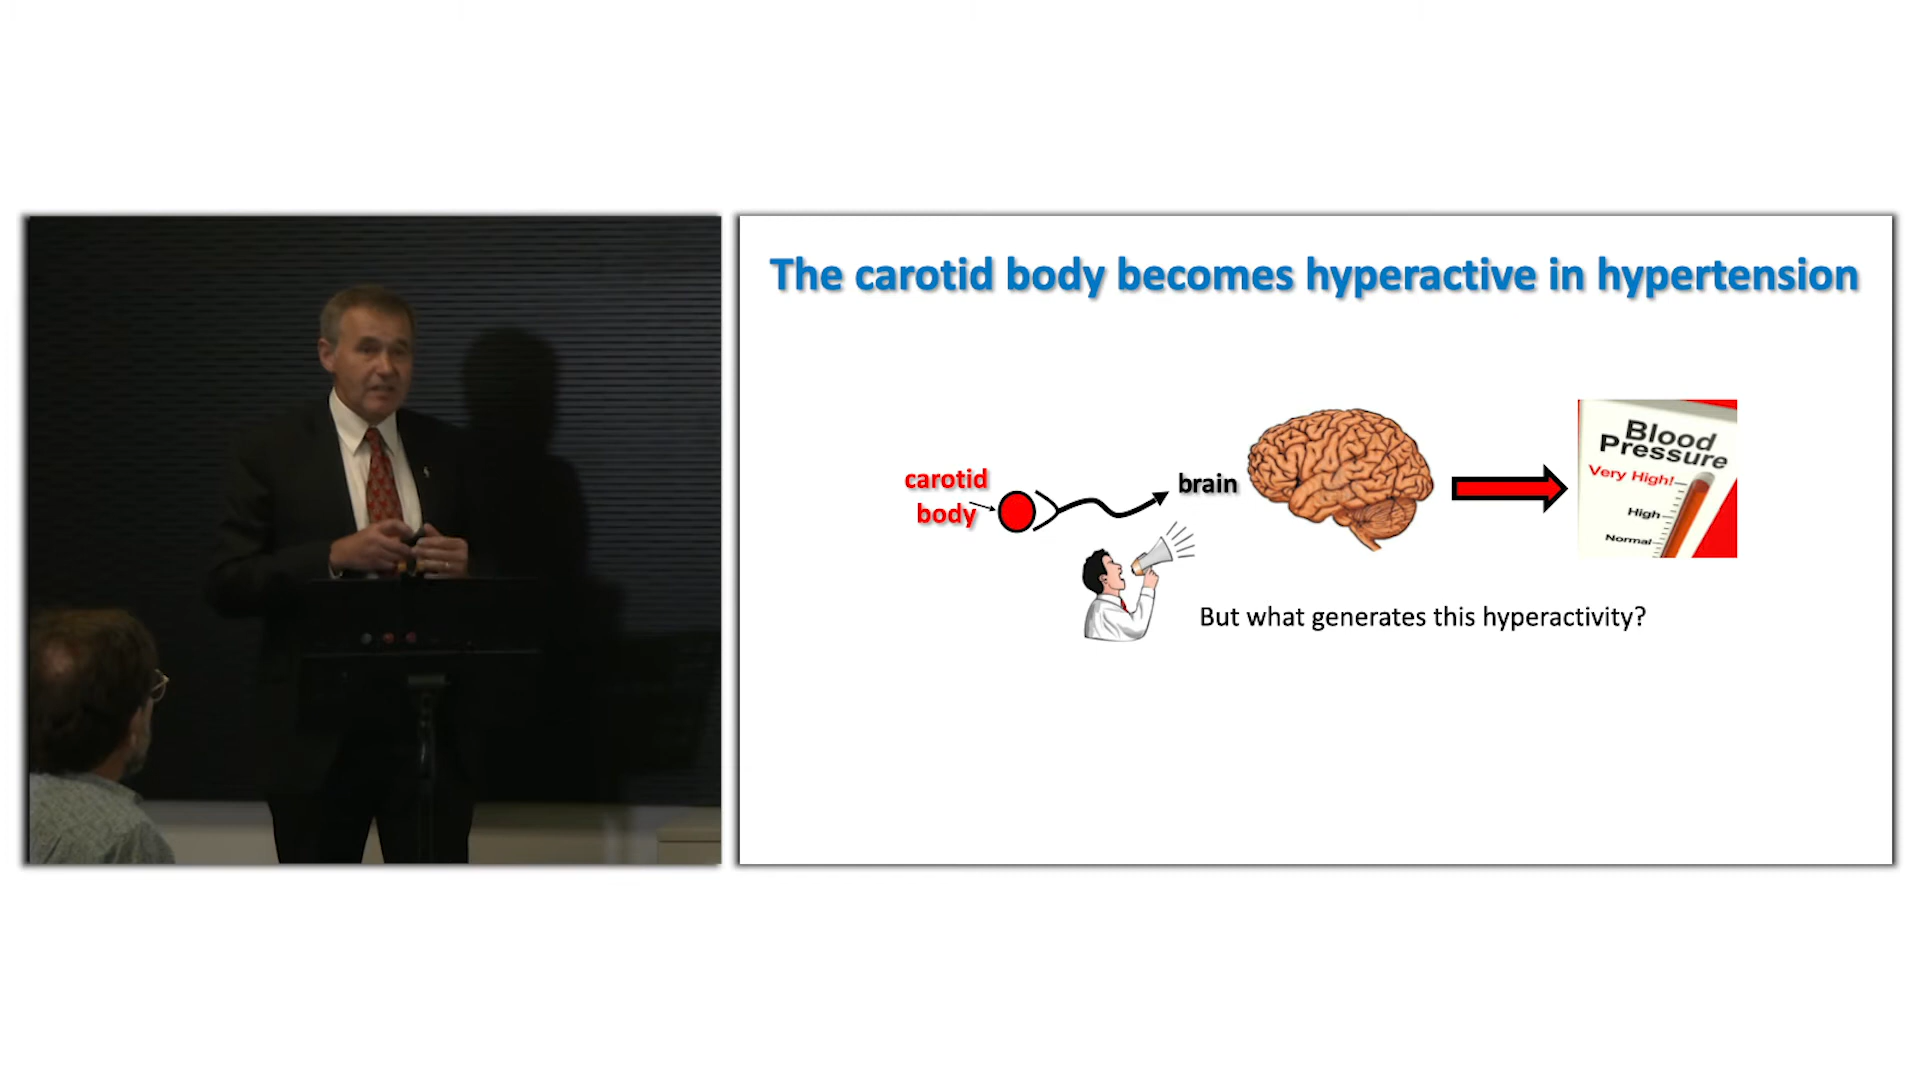 The carotid body becomes hyperactive in hypertension
carotid
body
brain
Blood
Pressure
Very High!
High
Normal
But what generates this hyperactivity?